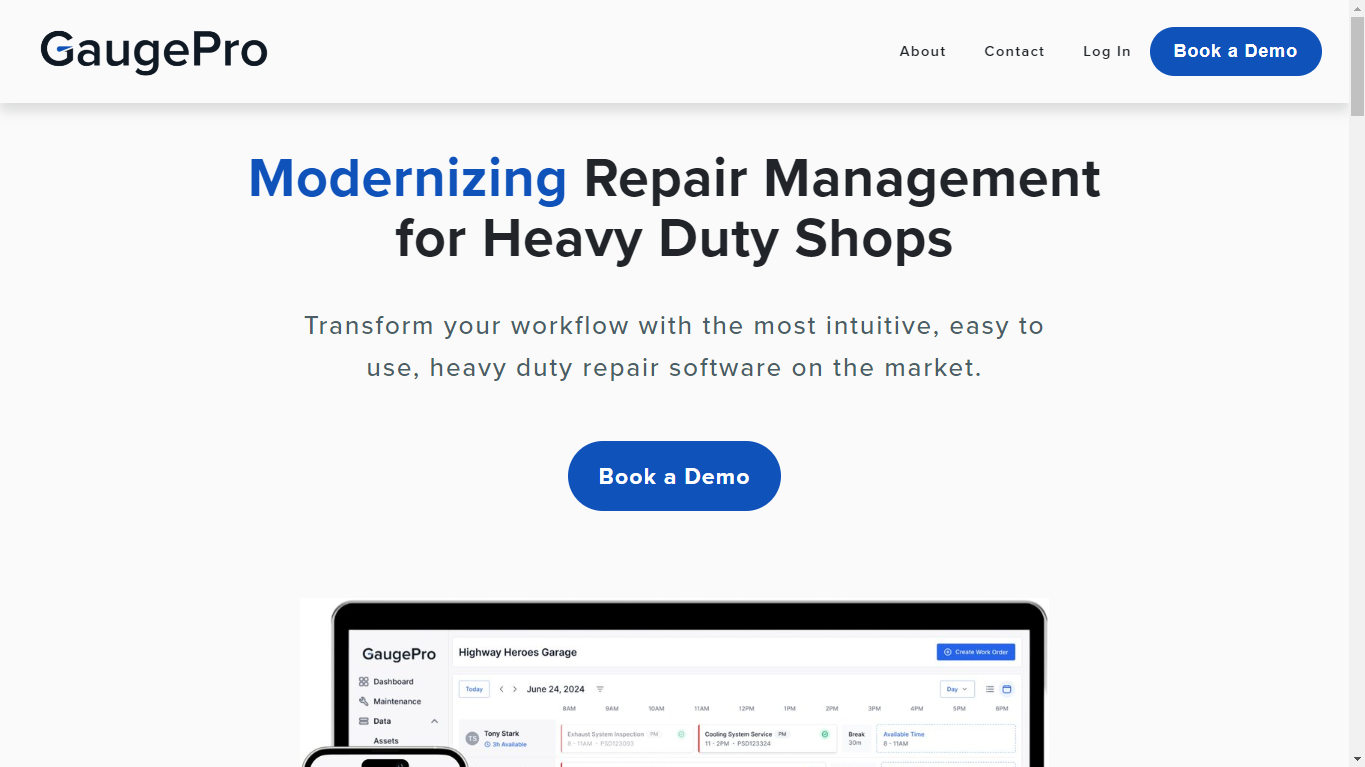 GaugePro
About
Contact
Log In
Book a Demo
Modernizing Repair Management
for Heavy Duty Shops
Transform your workflow with the most intuitive, easy to
use, heavy duty repair software on the market.
Book a Demo
GaugePro
Highway Heroes Garage
Create Work Order
Dashboard
Maintenance
Data
Assets
Today
June 24, 2024
Day
8AM 9AM 10AM 11AM 12PM 1PM 2PM 3PM 4PM 5PM 6PM
TS
Tony Stark
3h Available
Exhaust System Inspection PM
8 - 11AM • PSD123093
Cooling System Service PM
11 - 2PM • PSD123324
Break
30m
Available Time
8 - 11AM